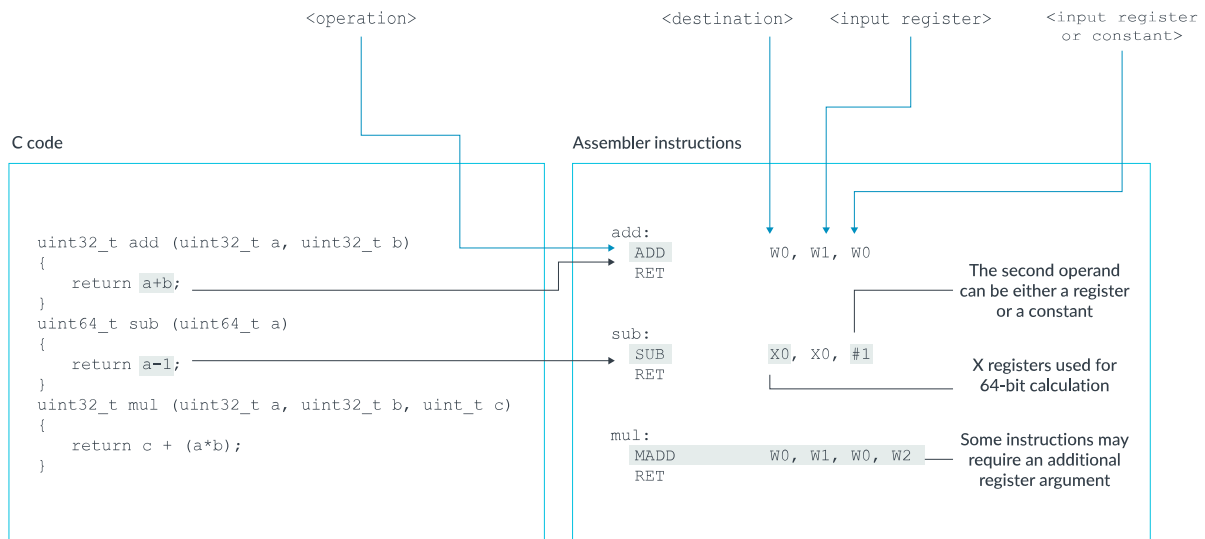 <operation>
<destination>
<input register>
<input register
or constant>
C code
uint32_t add (uint32_t a, uint32_t b)
{
return a+b;
}
uint64_t sub (uint64_t a)
{
return a-1;
}
uint32_t mul (uint32_t a, uint32_t b, uint_t c)
{
return c + (a*b);
}
Assembler instructions
add:
ADD W0, W1, W0
RET
The second operand
can be either a register
or a constant
sub:
SUB X0, X0, #1
RET
X registers used for
64-bit calculation
mul:
MADD W0, W1, W0, W2
RET
Some instructions may
require an additional
register argument